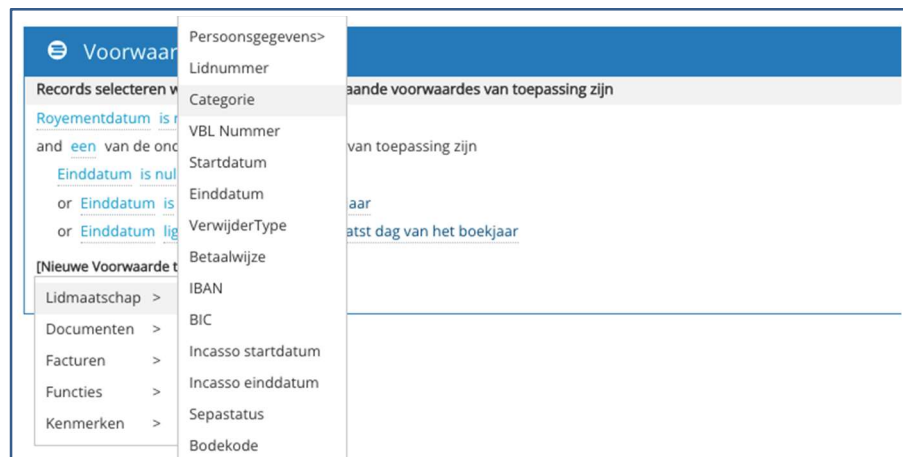 Voorwaar
Records selecteren w aande voorwaardes van toepassing zijn
Royementdatum is
and een van de ond van toepassing zijn
Einddatum is nul
or Einddatum is aar
or Einddatum lig atst dag van het boekjaar
[Nieuwe Voorwaarde t
Lidmaatschap >
Documenten >
Facturen >
Functies >
Kenmerken >
Persoonsgegevens>
Lidnummer
Categorie
VBL Nummer
Startdatum
Einddatum
VerwijderType
Betaalwijze
IBAN
BIC
Incasso startdatum
Incasso einddatum
Sepastatus
Bodekode